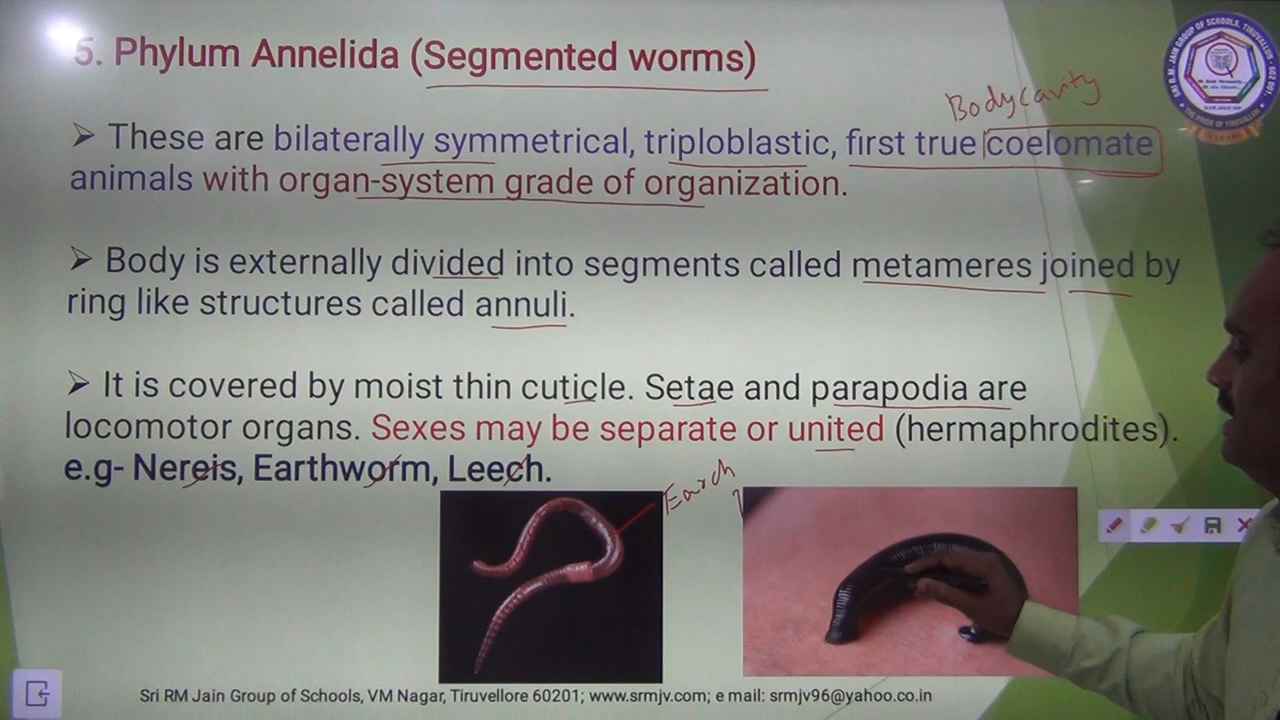 5. Phylum Annelida (Segmented worms)
Body cavity
➤ These are bilaterally symmetrical, triploblastic, first true coelomate
animals with organ-system grade of organization.
➤ Body is externally divided into segments called metameres joined by
ring like structures called annuli.
➤ It is covered by moist thin cuticle. Setae and parapodia are
locomotor organs. Sexes may be separate or united (hermaphrodites).
e.g- Nereis, Earthworm, Leech.
Sri RM Jain Group of Schools, VM Nagar, Tiruvellore 60201; www.srmjv.com; e mail: srmjv96@yahoo.co.in